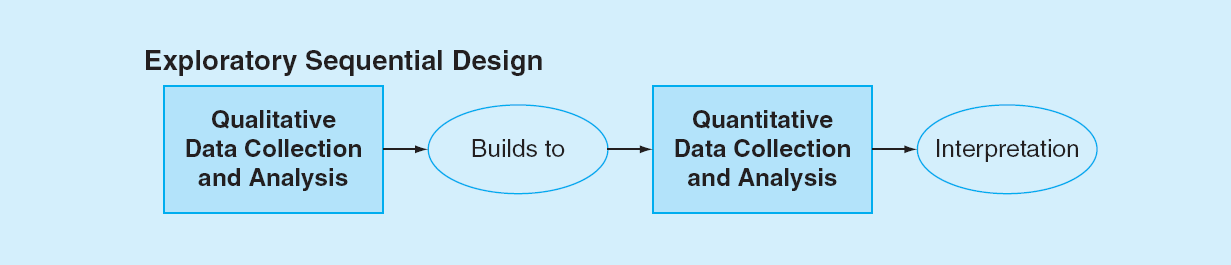 Exploratory Sequential Design
Qualitative
Data Collection
and Analysis
Builds to
Quantitative
Data Collection
and Analysis
Interpretation